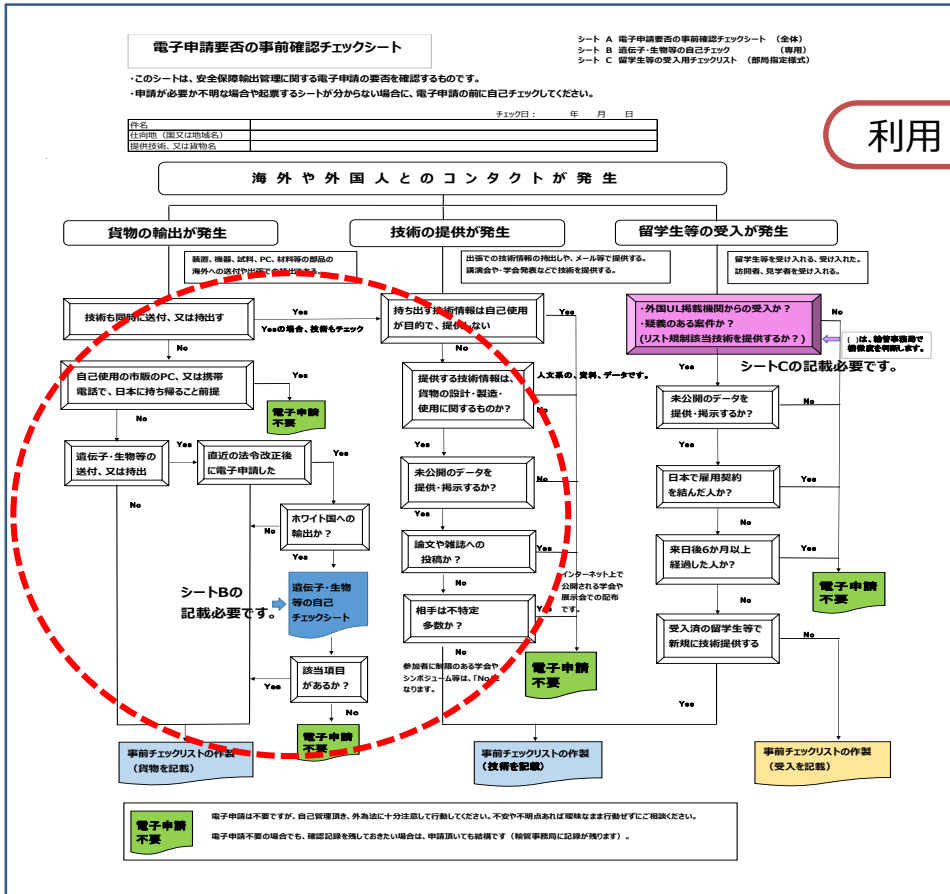 電子申請要否の事前確認チェックシート
シート A 電子申請要否の事前確認チェックシート （全体）
シート B 遺伝子・生物等の自己チェック （専用）
シート C 留学生等の受入用チェックリスト （部局指定様式）
・このシートは、安全保障輸出管理に関する電子申請の要否を確認するものです。
・申請が必要か不明な場合や起票するシートが分からない場合に、電子申請の前に自己チェックしてください。
チェック日： 年 月 日
件名
仕向地（国又は地域名）
提供技術、又は貨物名
利用
海外や外国人とのコンタクトが発生
貨物の輸出が発生
技術の提供が発生
留学生等の受入が発生
装置、機器、試料、PC、材料等の部品の
海外への送付や出張での輸出である。
出張での技術情報の持出しや、メール等で提供する。
講演会や・学会発表などで技術を提供する。
留学生等を受け入れる、受け入れた。
訪問者、見学者を受け入れる。
技術も同時に送付、又は持出す
Yes
Yesの場合、技術もチェック
No
持ち出す技術情報は自己使用
が目的で、提供しない
Yes
No
・外国UL掲載機関からの受入か？
・疑義のある案件か？
(リスト規制該当技術を提供するか？)
No
( )は、輸管事務局で
機微度を判断します。
シートCの記載必要です。
Yes
自己使用の市販のPC、又は携帯
電話で、日本に持ち帰ること前提
Yes
電子申請
不要
No
提供する技術情報は、
貨物の設計・製造・
使用に関するものか？
人文系の、資料、データです。
Yes
未公開のデータを
提供・掲示するか？
No
Yes
遺伝子・生物等の
送付、又は持出
Yes
No
直近の法令改正後
に電子申請した
Yes
No
未公開のデータを
提供・掲示するか？
No
Yes
日本で雇用契約
を結んだ人か？
Yes
No
ホワイト国への
輸出か？
Yes
論文や雑誌への
投稿か？
Yes
No
来日後6か月以上
経過した人か？
Yes
No
電子申請
不要
シートBの
記載必要です。
遺伝子・生物
等の自己
チェックシート
インターネット上で
公開される学会や
展示会での配布
です。
相手は不特定
多数か？
Yes
No
参加者に制限のある学会や
シンポジューム等は、「No」と
なります。
電子申請
不要
受入済の留学生等で
新規に技術提供する
No
Yes
該当項目
があるか？
Yes
No
電子申請
不要
事前チェックリストの作製
（貨物を記載）
事前チェックリストの作製
（技術を記載）
事前チェックリストの作製
（受入を記載）
電子申請
不要
電子申請は不要ですが、自己管理頂き、外為法に十分注意して行動してください。不安や不明点あれば曖昧なまま行動せずにご相談ください。
電子申請不要の場合でも、確認記録を残しておきたい場合は、申請頂いても結構です（輸管事務局に記録が残ります）。